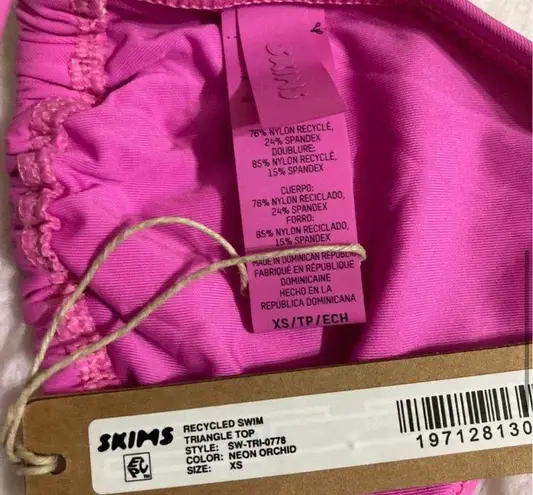 SKIMS
76% NYLON RECYCLÉ,
24% SPANDEX
DOUBLURE:
85% NYLON RECYCLÉ,
15% SPANDEX
CUERPO:
76% NYLON RECICLADO,
24% SPANDEX
FORRO:
85% NYLON RECICLADO,
15% SPANDEX
MADE IN DOMINICAN REPUBLIC
FABRIQUÉ EN RÉPUBLIQUE
DOMINICAINE
HECHO EN LA
REPÚBLICA DOMINICANA
XS/TP/ECH
SKIMS
RECYCLED SWIM
TRIANGLE TOP
STYLE: SW-TRI-0778
COLOR: NEON ORCHID
SIZE: XS
197128130